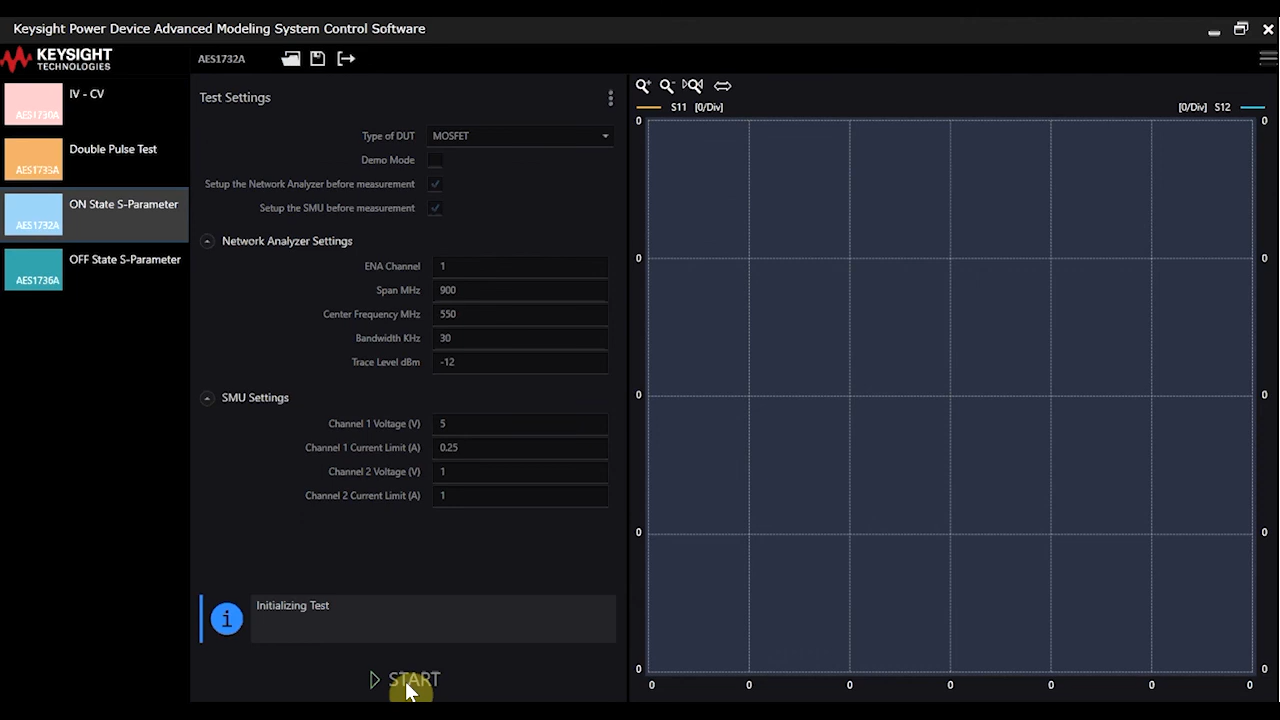 Keysight Power Device Advanced Modeling System Control Software
KEYSIGHT
TECHNOLOGIES
AES1732A
IV - CV
AES1730A
Double Pulse Test
AES1733A
ON State S-Parameter
AES1732A
OFF State S-Parameter
AES1736A
Test Settings
Type of DUT MOSFET
Demo Mode
Setup the Network Analyzer before measurement
Setup the SMU before measurement
Network Analyzer Settings
ENA Channel 1
Span MHz 900
Center Frequency MHz 550
Bandwidth KHz 30
Trace Level dBm -12
SMU Settings
Channel 1 Voltage (V) 5
Channel 1 Current Limit (A) 0.25
Channel 2 Voltage (V) 1
Channel 2 Current Limit (A) 1
Initializing Test
START
S11 [0/Div] [0/Div] S12
0 0
0 0
0 0
0 0
0 0
0 0 0 0 0 0 0